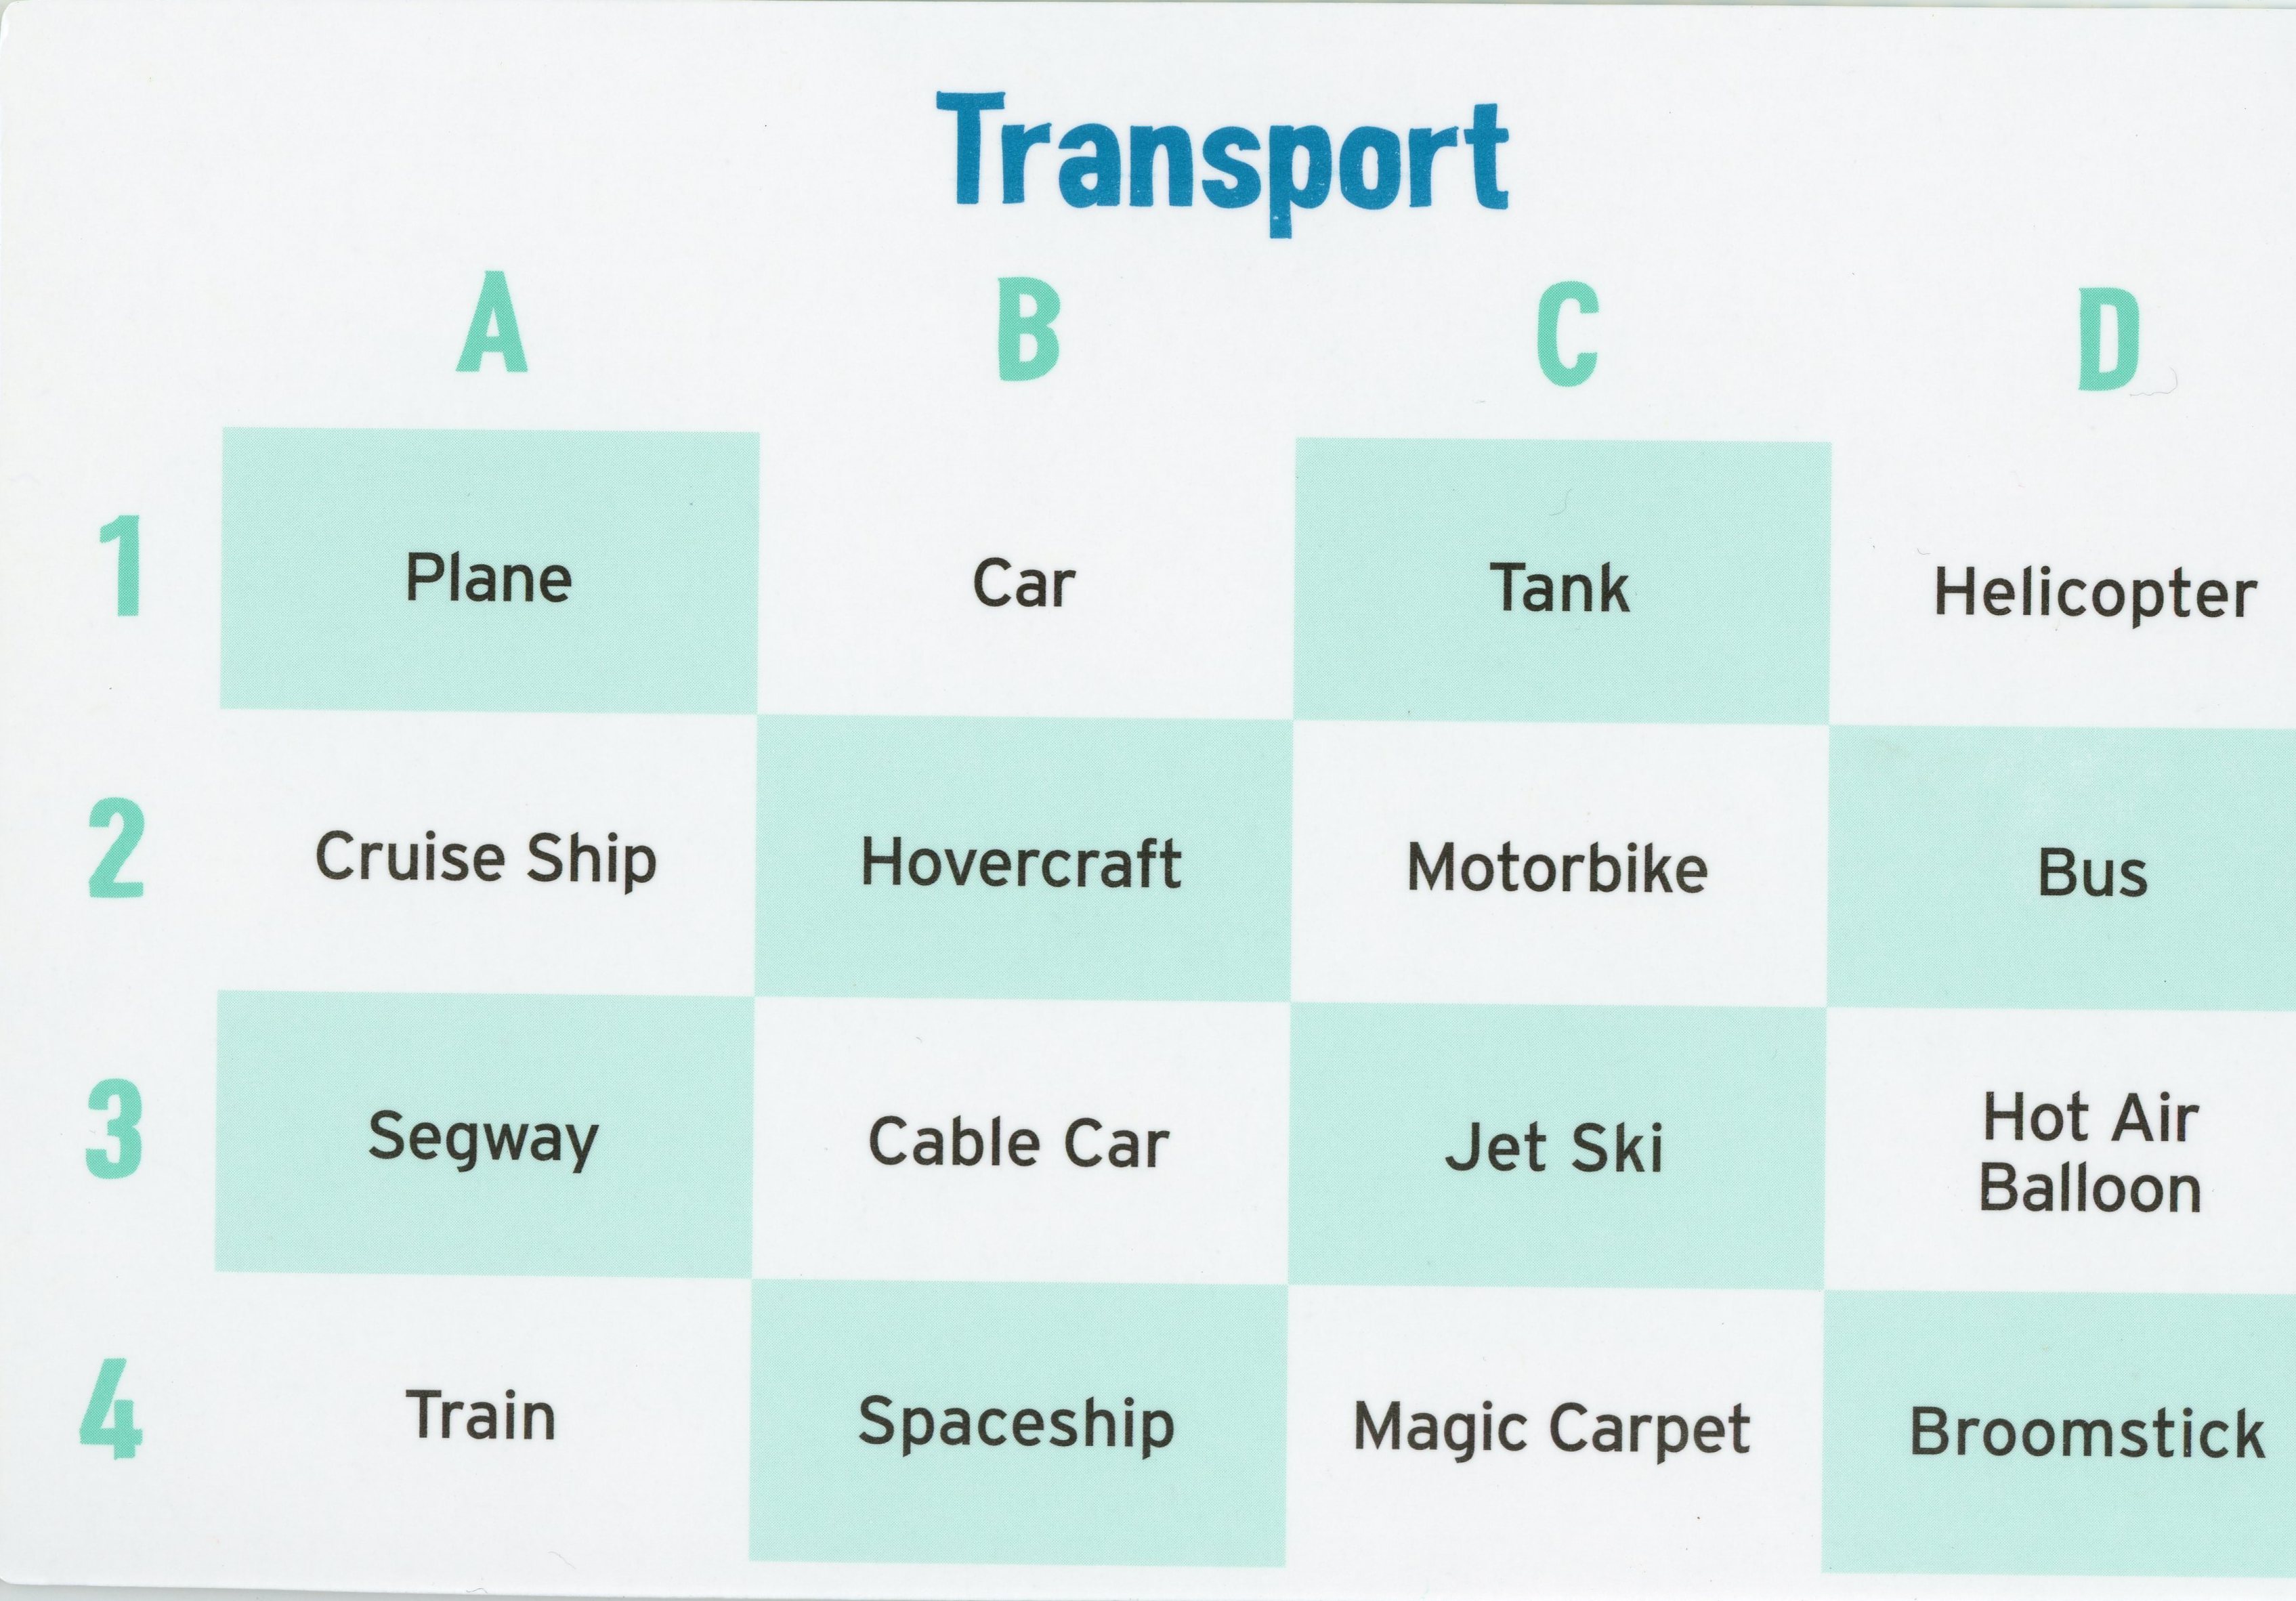 Transport
A B C D
1 Plane Car Tank Helicopter
2 Cruise Ship Hovercraft Motorbike Bus
3 Segway Cable Car Jet Ski Hot Air
Balloon
4 Train Spaceship Magic Carpet Broomstick